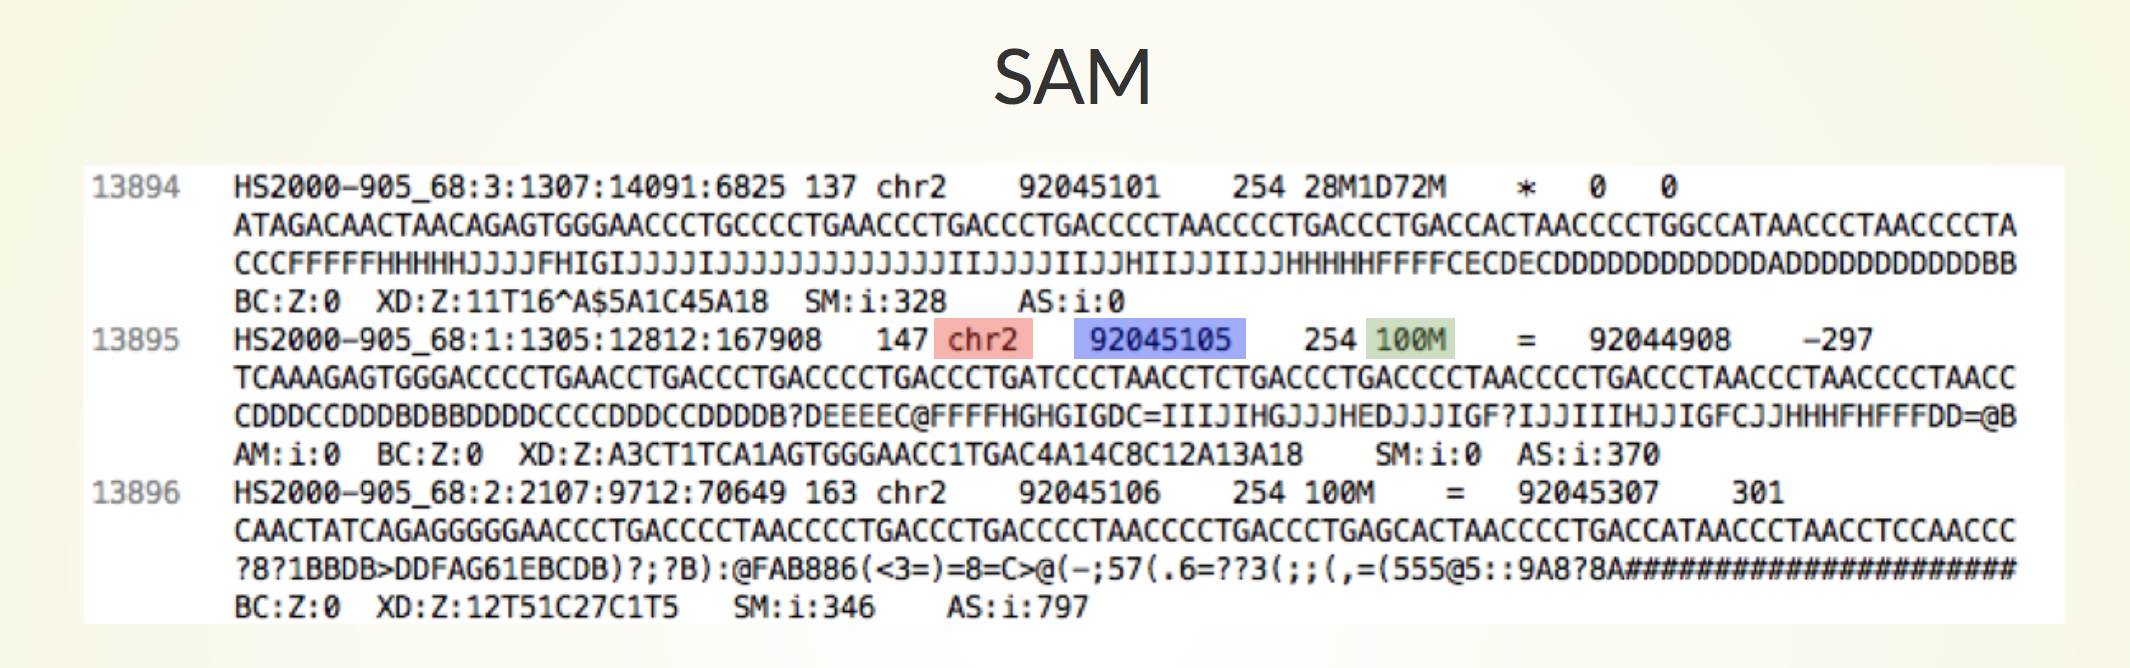 SAM
13894 HS2000-905_68:3:1307:14091:6825 137 chr2 92045101 254 28M1D72M * 0 0
ATAGACAACTAACAGAGTGGGAACCCTGCCCCTGAACCCTGACCCTGACCCCTAACCCCTGACCCTGACCACTAACCCCTGGCCATAACCCTAACCCCTA
CCCFFFFFHHHHHJJJJFHIGIJJJJIJJJJJJJJJJJJJIIJJJJIIJJHIIJJIIJJHHHHHFFFFCECDECDDDDDDDDDDDDADDDDDDDDDDDBB
BC:Z:0 XD:Z:11T16^A$5A1C45A18 SM:i:328 AS:i:0
13895 HS2000-905_68:1:1305:12812:167908 147 chr2 92045105 254 100M = 92044908 -297
TCAAAGAGTGGGACCCCTGAACCTGACCCTGACCCCTGACCCTGATCCCTAACCTCTGACCCTGACCCCTAACCCCTGACCCTAACCCTAACCCCTAACC
CDDDCCDDDBDBBDDDDCCCCDDDCCDDDDB?DEEEEC@FFFFHGHGIGDC=IIIJIHGJJJHEDJJJIGF?IJJIIIHJJIGFCJJHHHFHFFFDD=@B
AM:i:0 BC:Z:0 XD:Z:A3CT1TCA1AGTGGGAACC1TGAC4A14C8C12A13A18 SM:i:0 AS:i:370
13896 HS2000-905_68:2:2107:9712:70649 163 chr2 92045106 254 100M = 92045307 301
CAACTATCAGAGGGGGAACCCTGACCCCTAACCCCTGACCCTGACCCCTAACCCCTGACCCTGAGCACTAACCCCTGACCATAACCCTAACCTCCAACCC
?8?1BBDB>DDFAG61EBCDB)?;?B):@FAB886(<3=)=8=C>@(-;57(.6=??3(;;(,=(555@5::9A8?8A######################
BC:Z:0 XD:Z:12T51C27C1T5 SM:i:346 AS:i:797